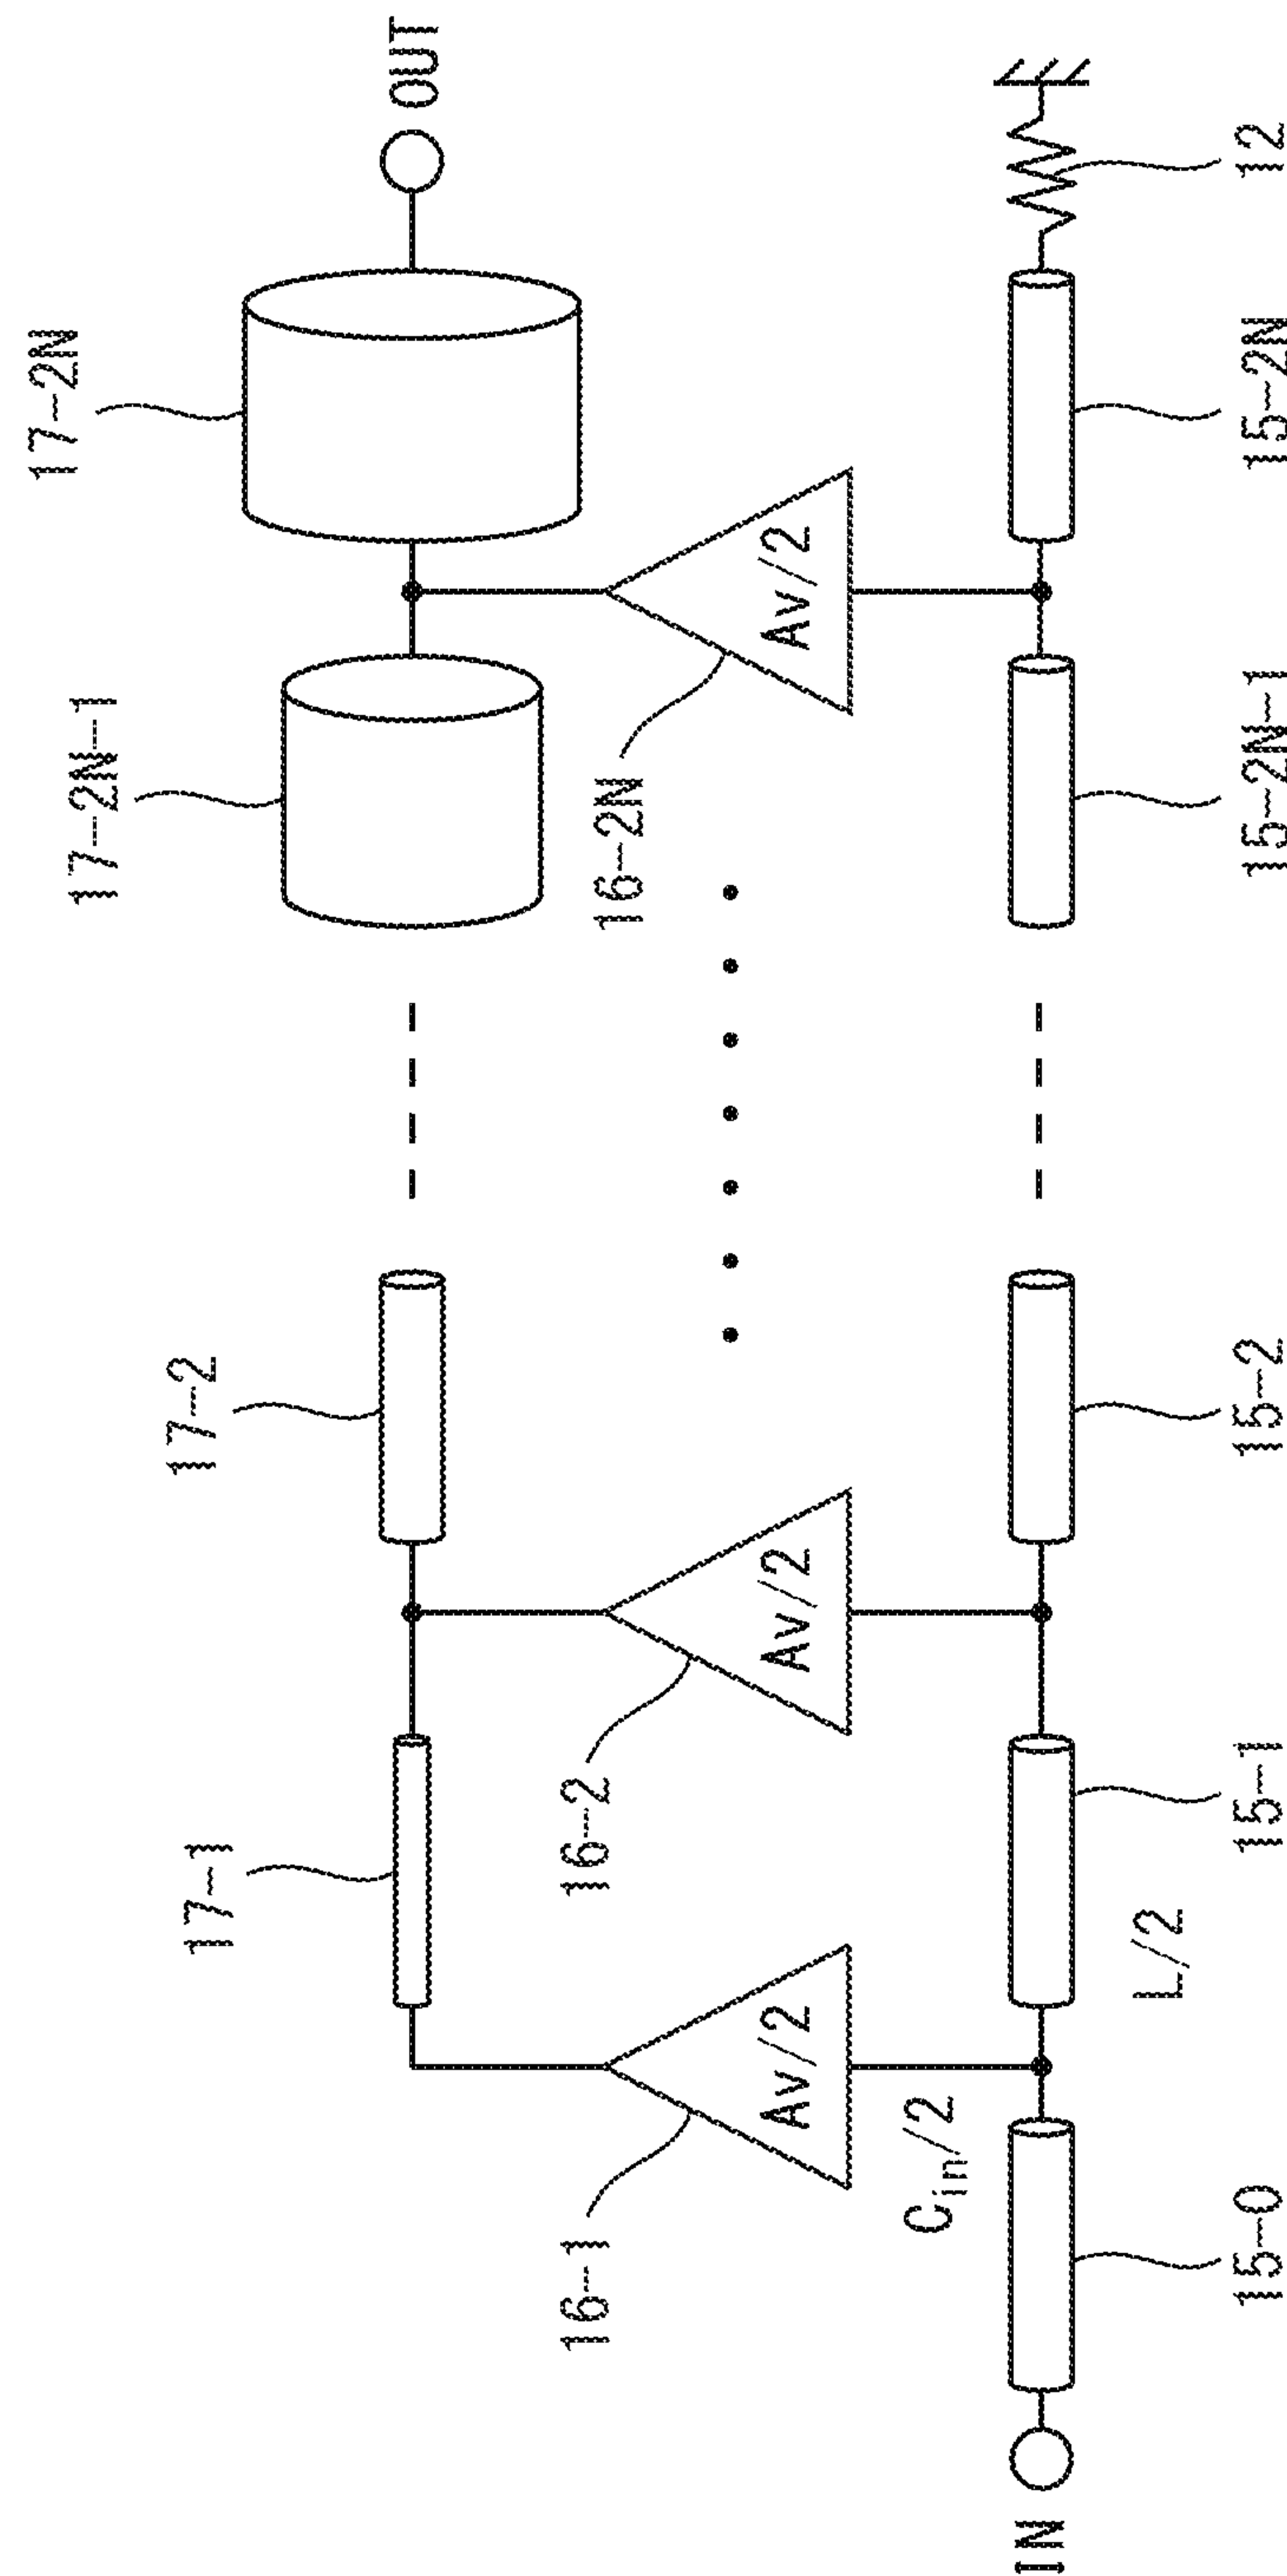 17-2N
OUT
17-2N-1
17-2
17-1
16-1
16-2
16-2N
Av/2
Av/2
Av/2
Cin/2
L/2
IN
15-0
15-1
15-2
15-2N-1
15-2N
12